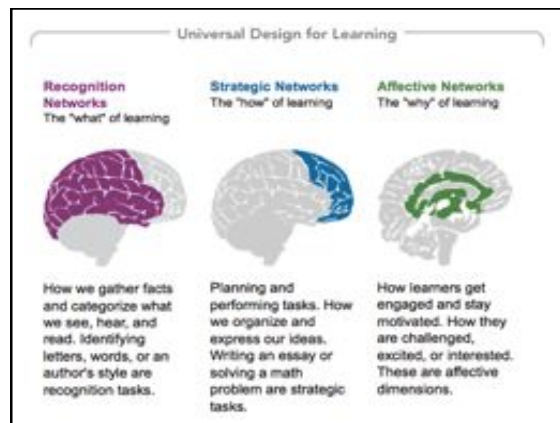 Universal Design for Learning
Recognition
Networks
The "what" of learning
How we gather facts
and categorize what
we see, hear, and
read. Identifying
letters, words, or an
author's style are
recognition tasks.
Strategic Networks
The "how" of learning
Planning and
performing tasks. How
we organize and
express our ideas.
Writing an essay or
solving a math
problem are strategic
tasks.
Affective Networks
The "why" of learning
How learners get
engaged and stay
motivated. How they
are challenged,
excited, or interested.
These are affective
dimensions.